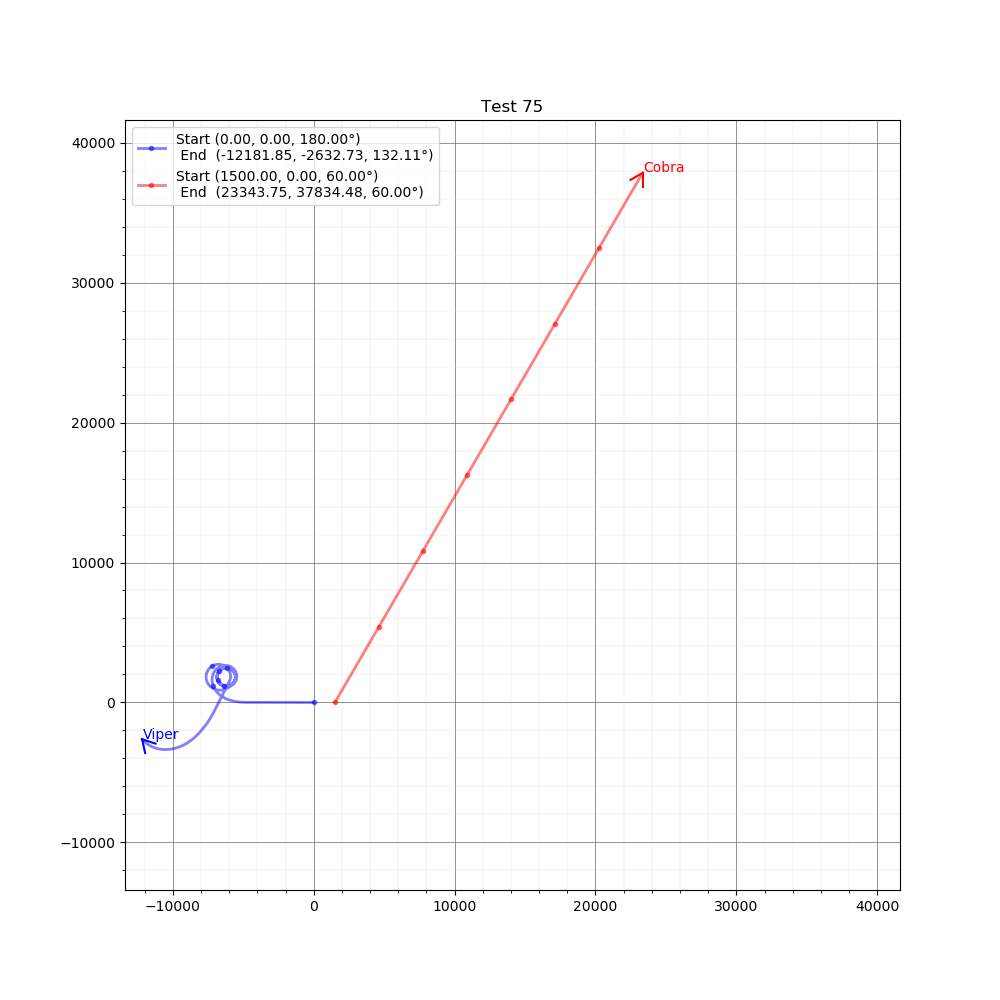 Test 75
Start (0.00, 0.00, 180.00°)
End (-12181.85, -2632.73, 132.11°)
Start (1500.00, 0.00, 60.00°)
End (23343.75, 37834.48, 60.00°)
Cobra
Viper
40000
30000
20000
10000
0
−10000
−10000
0
10000
20000
30000
40000